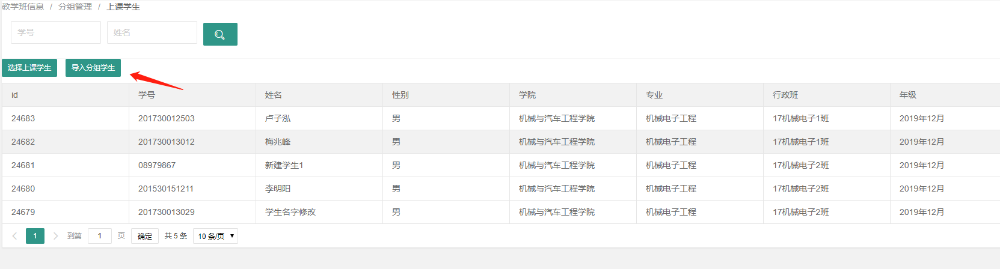 教学班信息 / 分组管理 / 上课学生
学号 姓名
选择上课学生 导入分组学生
id 学号 姓名 性别 学院 专业 行政班 年级
24683 201730012503 卢子泓 男 机械与汽车工程学院 机械电子工程 17机械电子1班 2019年12月
24682 201730013012 梅兆峰 男 机械与汽车工程学院 机械电子工程 17机械电子1班 2019年12月
24681 08979867 新建学生1 男 机械与汽车工程学院 机械电子工程 17机械电子2班 2019年12月
24680 201530151211 李明阳 男 机械与汽车工程学院 机械电子工程 17机械电子2班 2019年12月
24679 201730013029 学生名字修改 男 机械与汽车工程学院 机械电子工程 17机械电子2班 2019年12月
1 到第 1 页 确定 共 5 条 10 条/页